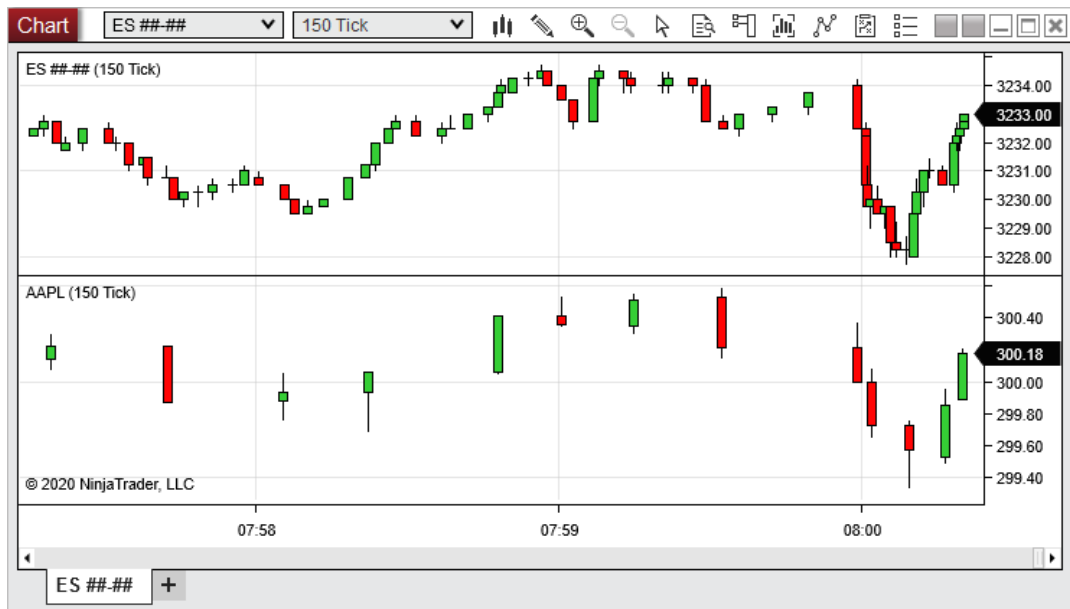 Chart ES ##-## 150 Tick
ES ##-## (150 Tick)
3234.00
3233.00
3232.00
3231.00
3230.00
3229.00
3228.00
AAPL (150 Tick)
300.40
300.18
300.00
299.80
299.60
299.40
© 2020 NinjaTrader, LLC
07:58 07:59 08:00
ES ##-## +